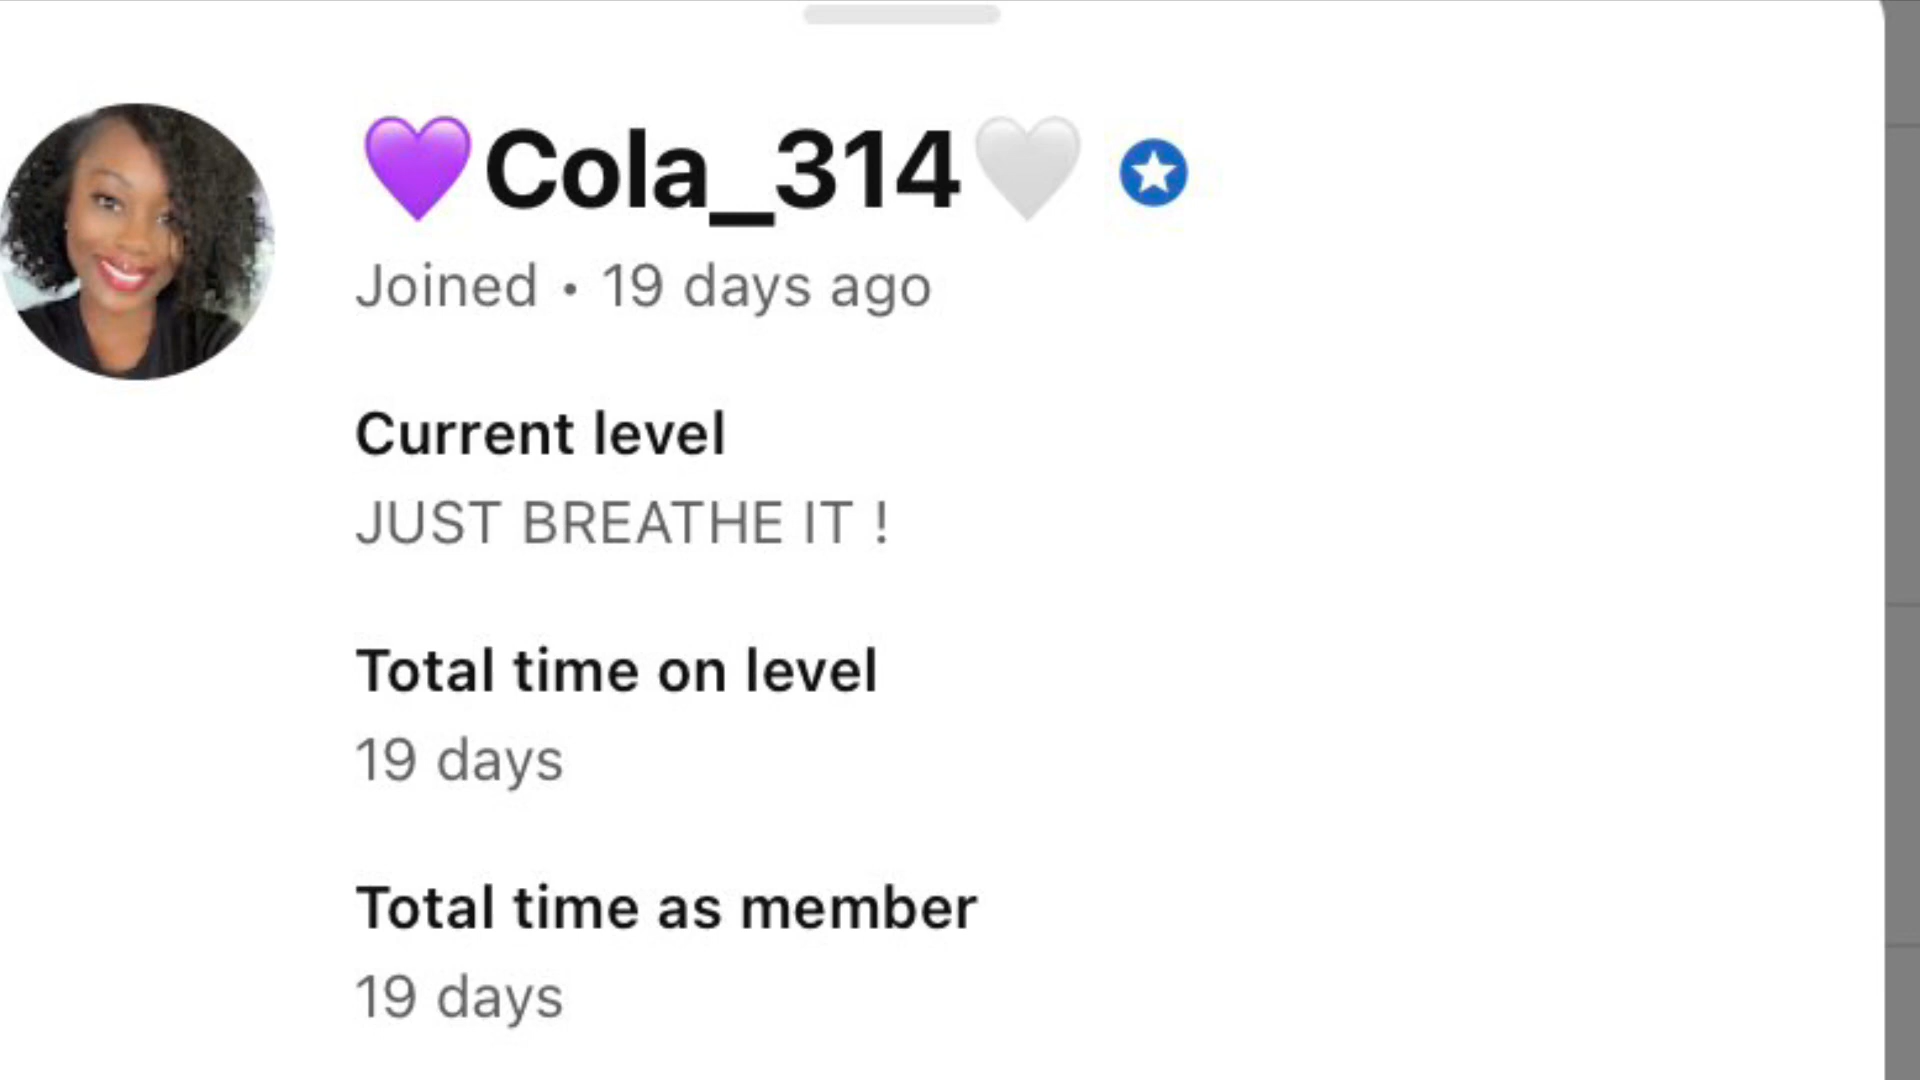 💜Cola_314🤍
Joined • 19 days ago
Current level
JUST BREATHE IT !
Total time on level
19 days
Total time as member
19 days